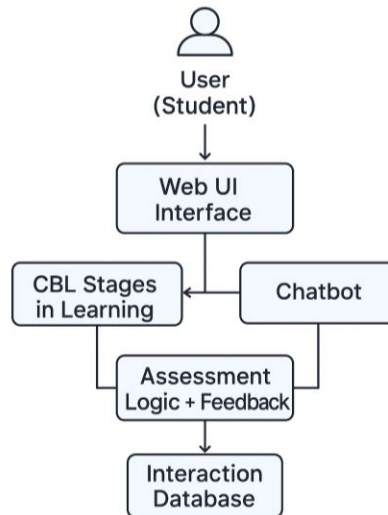 User
(Student)
Web UI
Interface
CBL Stages
in Learning
Chatbot
Assessment
Logic + Feedback
Interaction
Database